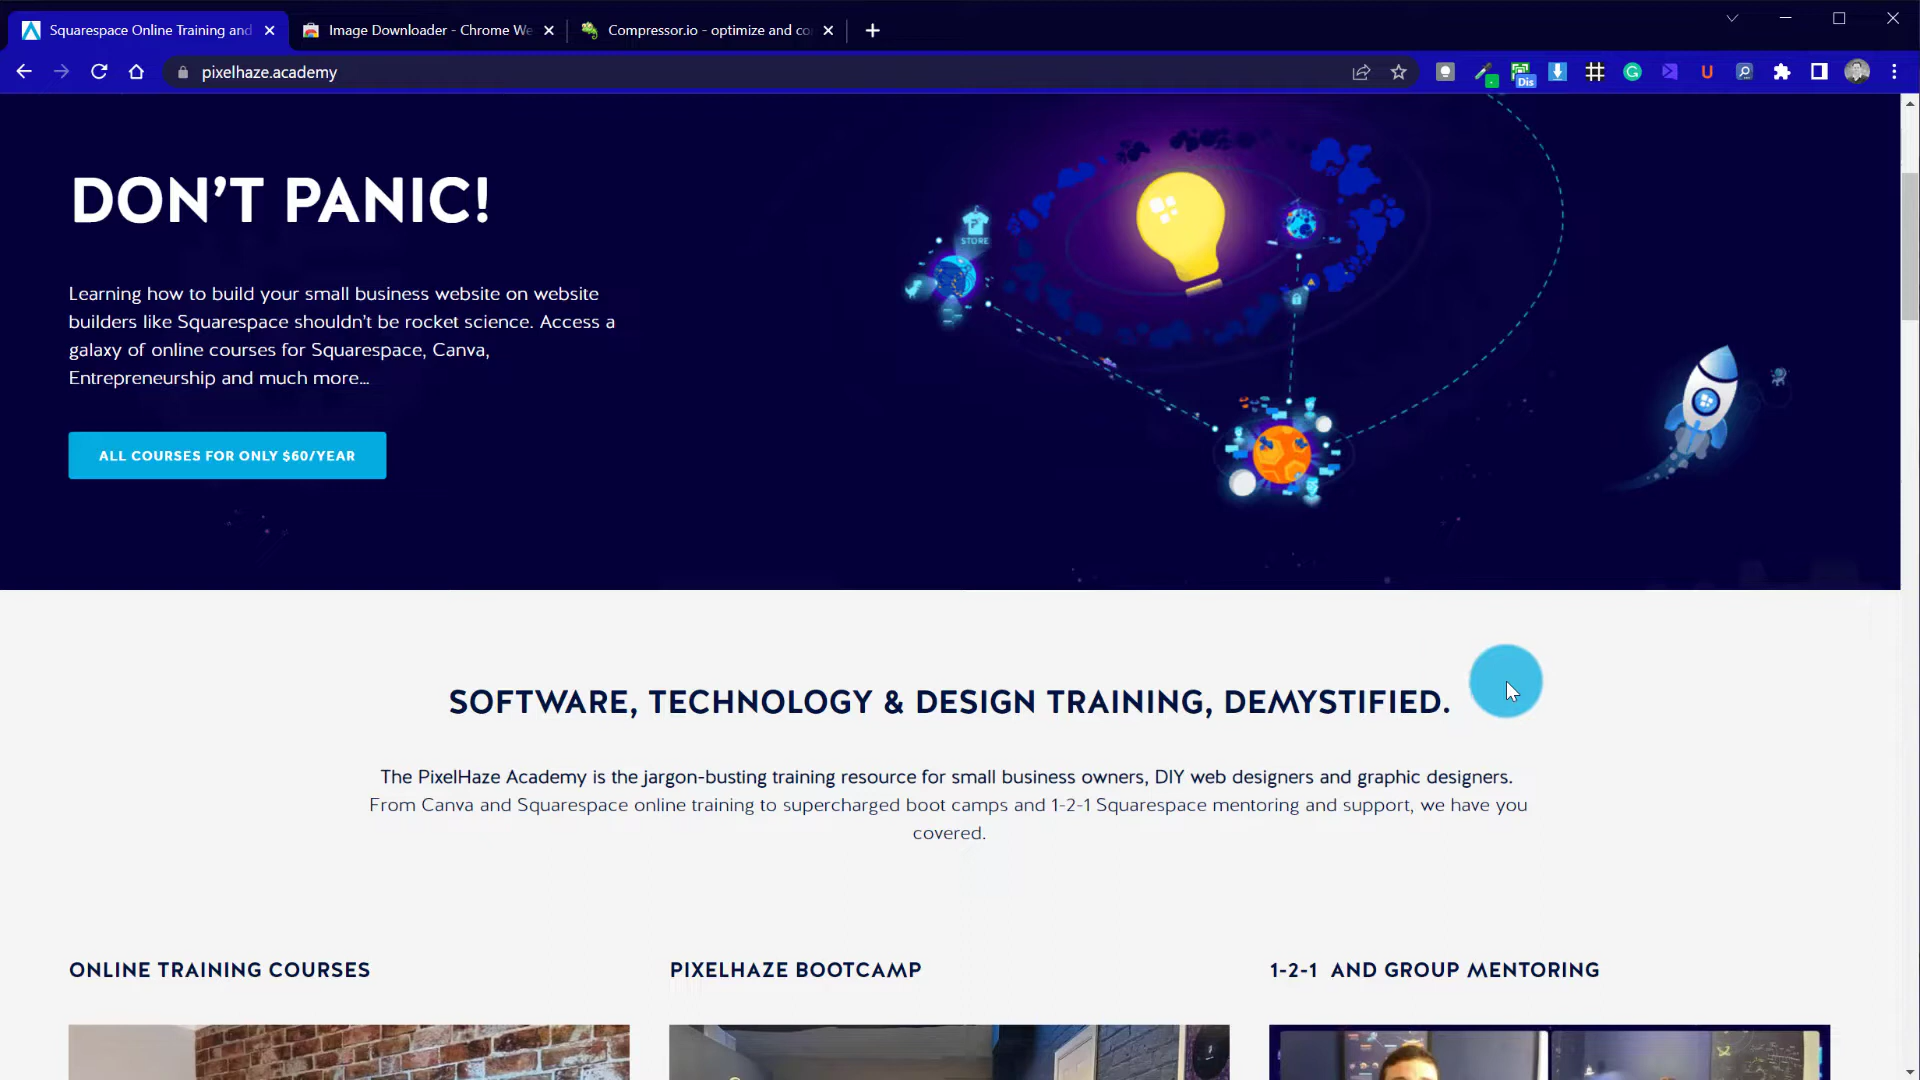 Squarespace Online Training and
Image Downloader - Chrome We
Compressor.io - optimize and co
pixelhaze.academy
Dis
DON'T PANIC!
STORE
Learning how to build your small business website on website
builders like Squarespace shouldn't be rocket science. Access a
galaxy of online courses for Squarespace, Canva,
Entrepreneurship and much more...
ALL COURSES FOR ONLY $60/YEAR
SOFTWARE, TECHNOLOGY & DESIGN TRAINING, DEMYSTIFIED.
The PixelHaze Academy is the jargon-busting training resource for small business owners, DIY web designers and graphic designers.
From Canva and Squarespace online training to supercharged boot camps and 1-2-1 Squarespace mentoring and support, we have you
covered.
ONLINE TRAINING COURSES
PIXELHAZE BOOTCAMP
1-2-1 AND GROUP MENTORING